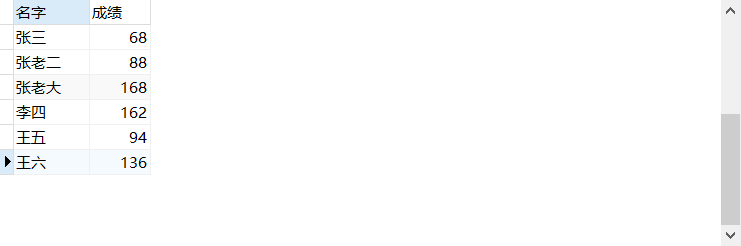 名字 成绩
张三 68
张老二 88
张老大 168
李四 162
王五 94
王六 136